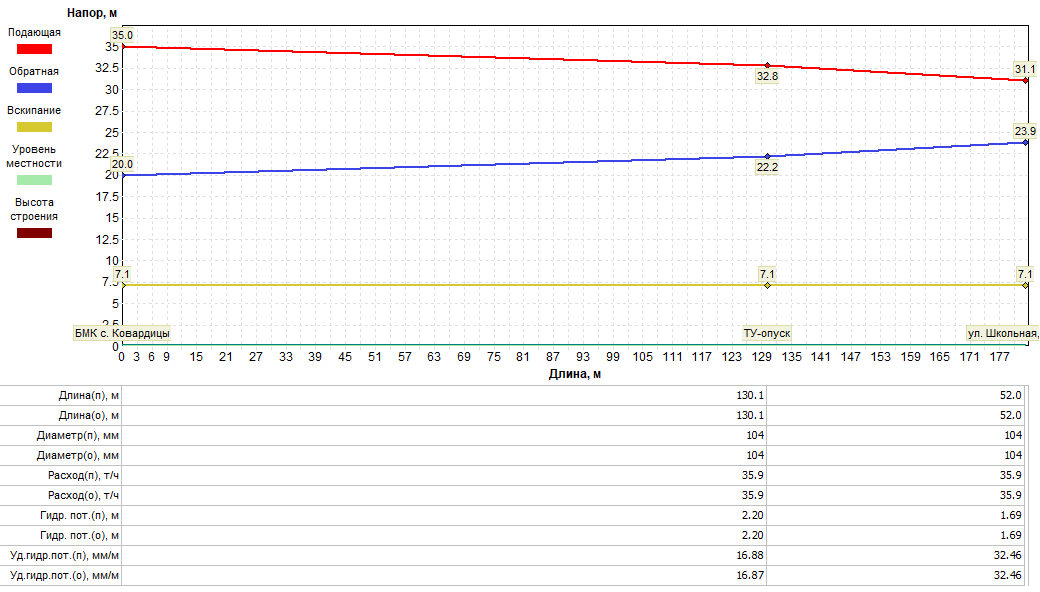 Напор, м
Подающая
Обратная
Вскипание
Уровень
местности
Высота
строения
35.0
35
32.5
30
27.5
25
22.5
20.0
20
17.5
15
12.5
10
7.1
7.5
5
2.5
0
32.8
31.1
22.2
23.9
7.1
7.1
БМК с. Ковардицы
ТУ-опуск
ул. Школьная,
0 3 6 9 15 21 27 33 39 45 51 57 63 69 75 81 87 93 99 105 111 117 123 129 135 141 147 153 159 165 171 177
Длина, м
Длина(п), м 130.1 52.0
Длина(о), м 130.1 52.0
Диаметр(п), мм 104 104
Диаметр(о), мм 104 104
Расход(п), т/ч 35.9 35.9
Расход(о), т/ч 35.9 35.9
Гидр. пот.(п), м 2.20 1.69
Гидр. пот.(о), м 2.20 1.69
Уд.гидр.пот.(п), мм/м 16.88 32.46
Уд.гидр.пот.(о), мм/м 16.87 32.46